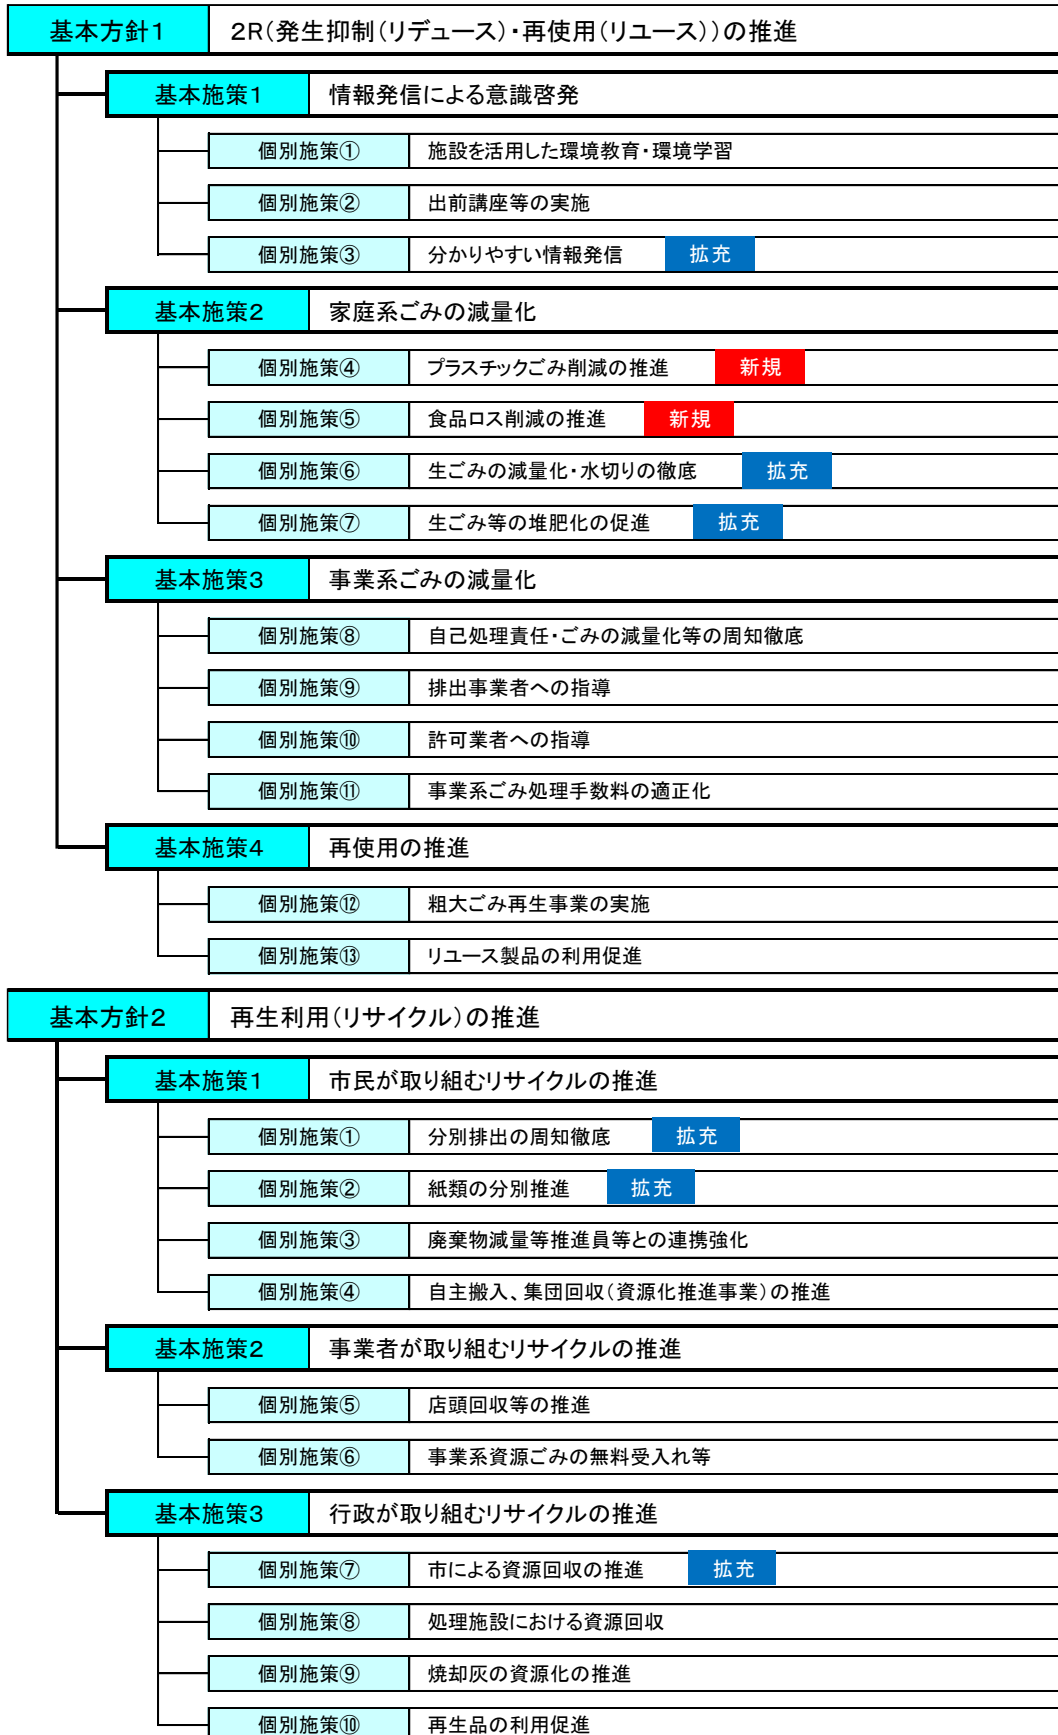 基本方針1 2R(発生抑制(リデュース)・再使用(リユース))の推進
基本施策1 情報発信による意識啓発
個別施策① 施設を活用した環境教育・環境学習
個別施策② 出前講座等の実施
個別施策③ 分かりやすい情報発信 拡充
基本施策2 家庭系ごみの減量化
個別施策④ プラスチックごみ削減の推進 新規
個別施策⑤ 食品ロス削減の推進 新規
個別施策⑥ 生ごみの減量化・水切りの徹底 拡充
個別施策⑦ 生ごみ等の堆肥化の促進 拡充
基本施策3 事業系ごみの減量化
個別施策⑧ 自己処理責任・ごみの減量化等の周知徹底
個別施策⑨ 排出事業者への指導
個別施策⑩ 許可業者への指導
個別施策⑪ 事業系ごみ処理手数料の適正化
基本施策4 再使用の推進
個別施策⑫ 粗大ごみ再生事業の実施
個別施策⑬ リユース製品の利用促進
基本方針2 再生利用(リサイクル)の推進
基本施策1 市民が取り組むリサイクルの推進
個別施策① 分別排出の周知徹底 拡充
個別施策② 紙類の分別推進 拡充
個別施策③ 廃棄物減量等推進員等との連携強化
個別施策④ 自主搬入、集団回収(資源化推進事業)の推進
基本施策2 事業者が取り組むリサイクルの推進
個別施策⑤ 店頭回収等の推進
個別施策⑥ 事業系資源ごみの無料受入れ等
基本施策3 行政が取り組むリサイクルの推進
個別施策⑦ 市による資源回収の推進 拡充
個別施策⑧ 処理施設における資源回収
個別施策⑨ 焼却灰の資源化の推進
個別施策⑩ 再生品の利用促進